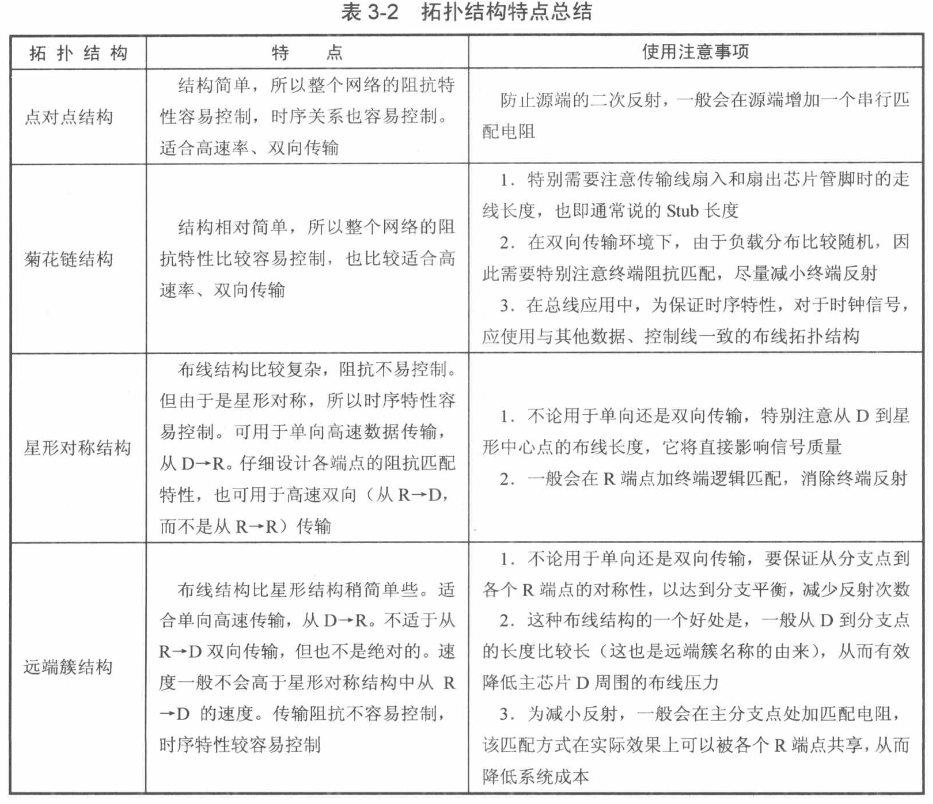 表 3-2 拓扑结构特点总结
拓扑结构
特 点
使用注意事项
点对点结构
结构简单，所以整个网络的阻抗特
性容易控制，时序关系也容易控制。
适合高速率、双向传输
防止源端的二次反射，一般会在源端增加一个串行匹
配电阻
菊花链结构
结构相对简单，所以整个网络的阻
抗特性比较容易控制，也比较适合高
速率、双向传输
1．特别需要注意传输线扇入和扇出芯片管脚时的走
线长度，也即通常说的 Stub 长度
2．在双向传输环境下，由于负载分布比较随机，因
此需要特别注意终端阻抗匹配，尽量减小终端反射
3．在总线应用中，为保证时序特性，对于时钟信号，
应使用与其他数据、控制线一致的布线拓扑结构
星形对称结构
布线结构比较复杂，阻抗不易控制。
但由于是星形对称，所以时序特性容
易控制。可用于单向高速数据传输，
从 D→R。仔细设计各端点的阻抗匹配
特性，也可用于高速双向（从 R→D，
而不是从 R→R）传输
1．不论用于单向还是双向传输，特别注意从 D 到星
形中心点的布线长度，它将直接影响信号质量
2．一般会在 R 端点加终端逻辑匹配，消除终端反射
远端簇结构
布线结构比星形结构稍简单些。适
合单向高速传输，从 D→R。不适于从
R→D 双向传输，但也不是绝对的。速
度一般不会高于星形对称结构中从 R
→D 的速度。传输阻抗不容易控制，
时序特性较容易控制
1．不论用于单向还是双向传输，要保证从分支点到
各个 R 端点的对称性，以达到分支平衡，减少反射次数
2．这种布线结构的一个好处是，一般从 D 到分支点
的长度比较长（这也是远端簇名称的由来），从而有效
降低主芯片 D 周围的布线压力
3．为减小反射，一般会在主分支点处加匹配电阻，
该匹配方式在实际效果上可以被各个 R 端点共享，从而
降低系统成本